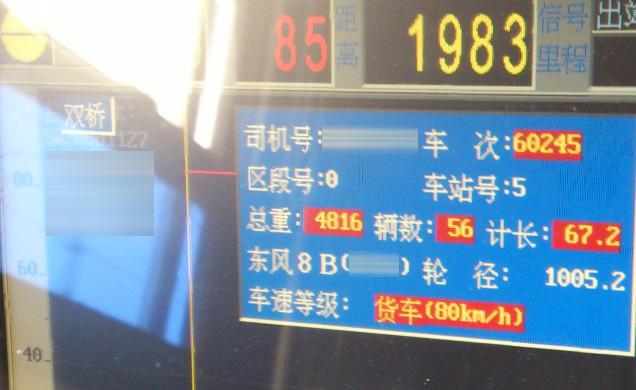 85 距离 1983 信号里程 出站
双桥
司机号: 车 次:60245
80
区段号:0 车站号:5
总重: 4816 辆数: 56 计长: 67.2
60
东风8B( ) 轮 径: 1005.2
车速等级: 货车(80km/h)
40